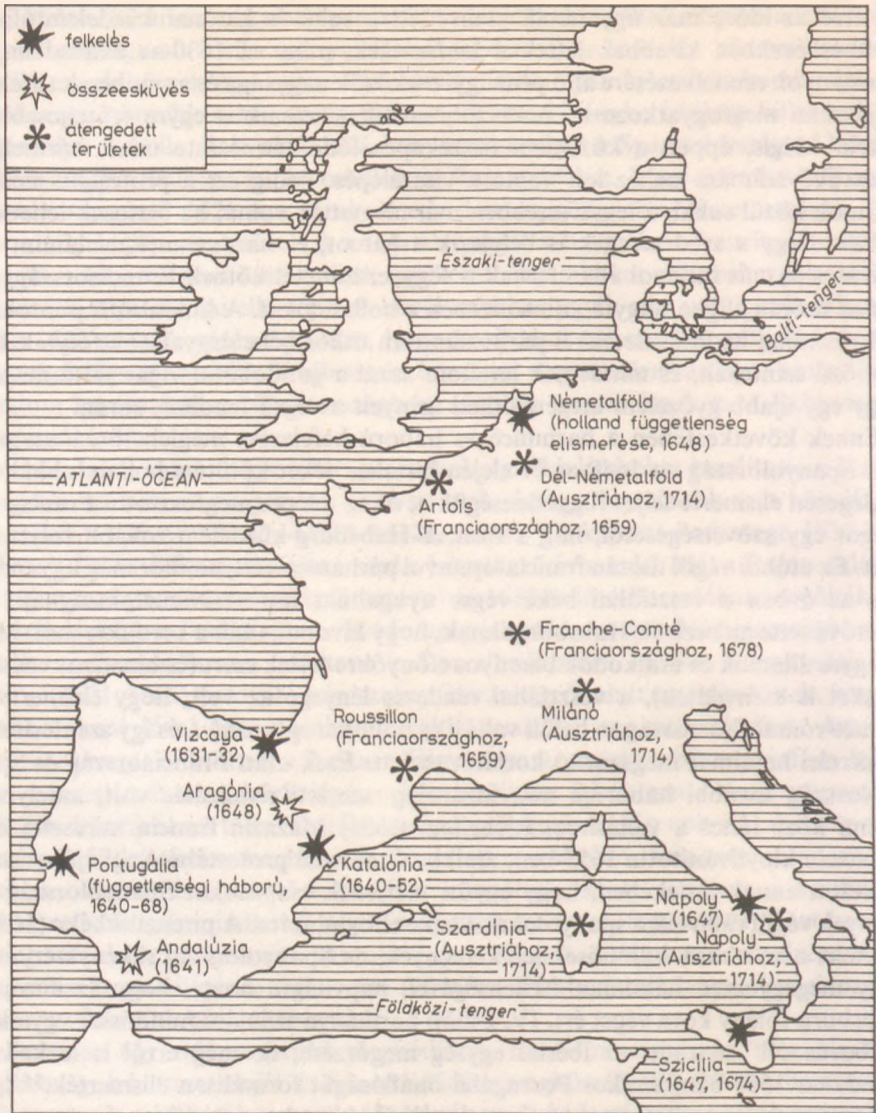 felkelés
összeesküvés
átengedett
területek
Északi-tenger
Balti-tenger
ATLANTI-ÓCEÁN
Németalföld
(holland függetlenség
elismerése, 1648)
Dél-Németalföld
(Ausztriához, 1714)
Artois
(Franciaországhoz, 1659)
Franche-Comté
(Franciaországhoz, 1678)
Milánó
(Ausztriához,
1714)
Roussillon
(Franciaországhoz,
1659)
Vizcaya
(1631-32)
Aragónia
(1648)
Portugália
(függetlenségi háború,
1640-68)
Katalónia
(1640-52)
Andalúzia
(1641)
Szardínia
(Ausztriához,
1714)
Nápoly
(1647)
Nápoly
(Ausztriához,
1714)
Földközi-tenger
Szicília
(1647, 1674)